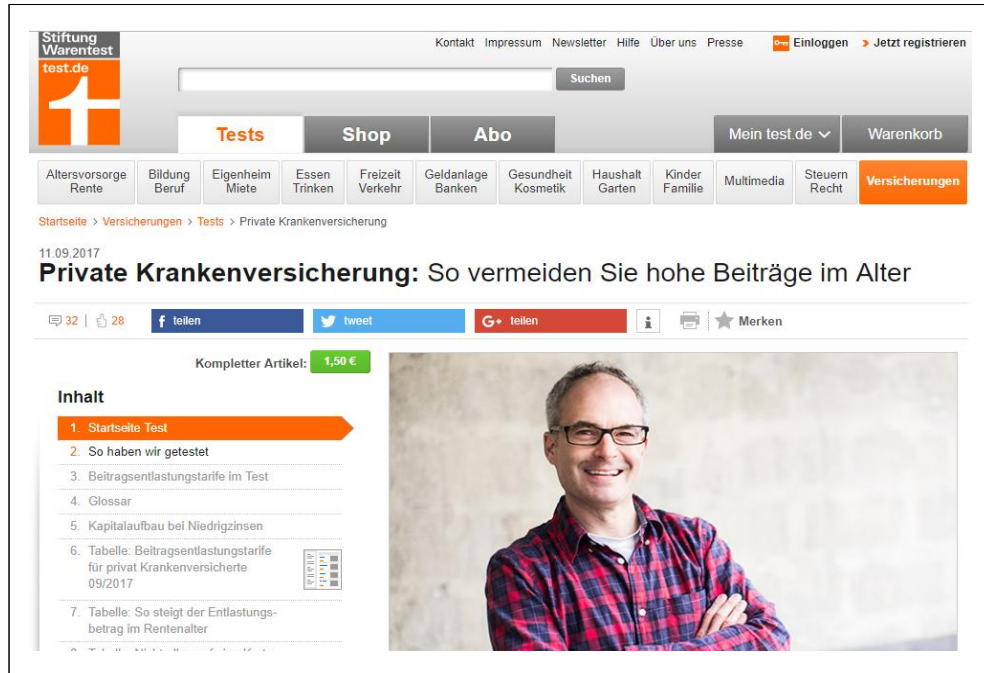 Stiftung
Warentest
test.de
Kontakt Impressum Newsletter Hilfe Über uns Presse Einloggen Jetzt registrieren
Suchen
Tests Shop Abo Mein test.de Warenkorb
Altersvorsorge
Rente
Bildung
Beruf
Eigenheim
Miete
Essen
Trinken
Freizeit
Verkehr
Geldanlage
Banken
Gesundheit
Kosmetik
Haushalt
Garten
Kinder
Familie
Multimedia
Steuern
Recht
Versicherungen
Startseite > Versicherungen > Tests > Private Krankenversicherung
11.09.2017
Private Krankenversicherung: So vermeiden Sie hohe Beiträge im Alter
32 | 28 f teilen tweet G+ teilen i Merken
Kompletter Artikel: 1,50 €
Inhalt
1. Startseite Test
2. So haben wir getestet
3. Beitragsentlastungstarife im Test
4. Glossar
5. Kapitalaufbau bei Niedrigzinsen
6. Tabelle: Beitragsentlastungstarife
für privat Krankenversicherte
09/2017
7. Tabelle: So steigt der Entlastungs-
betrag im Rentenalter